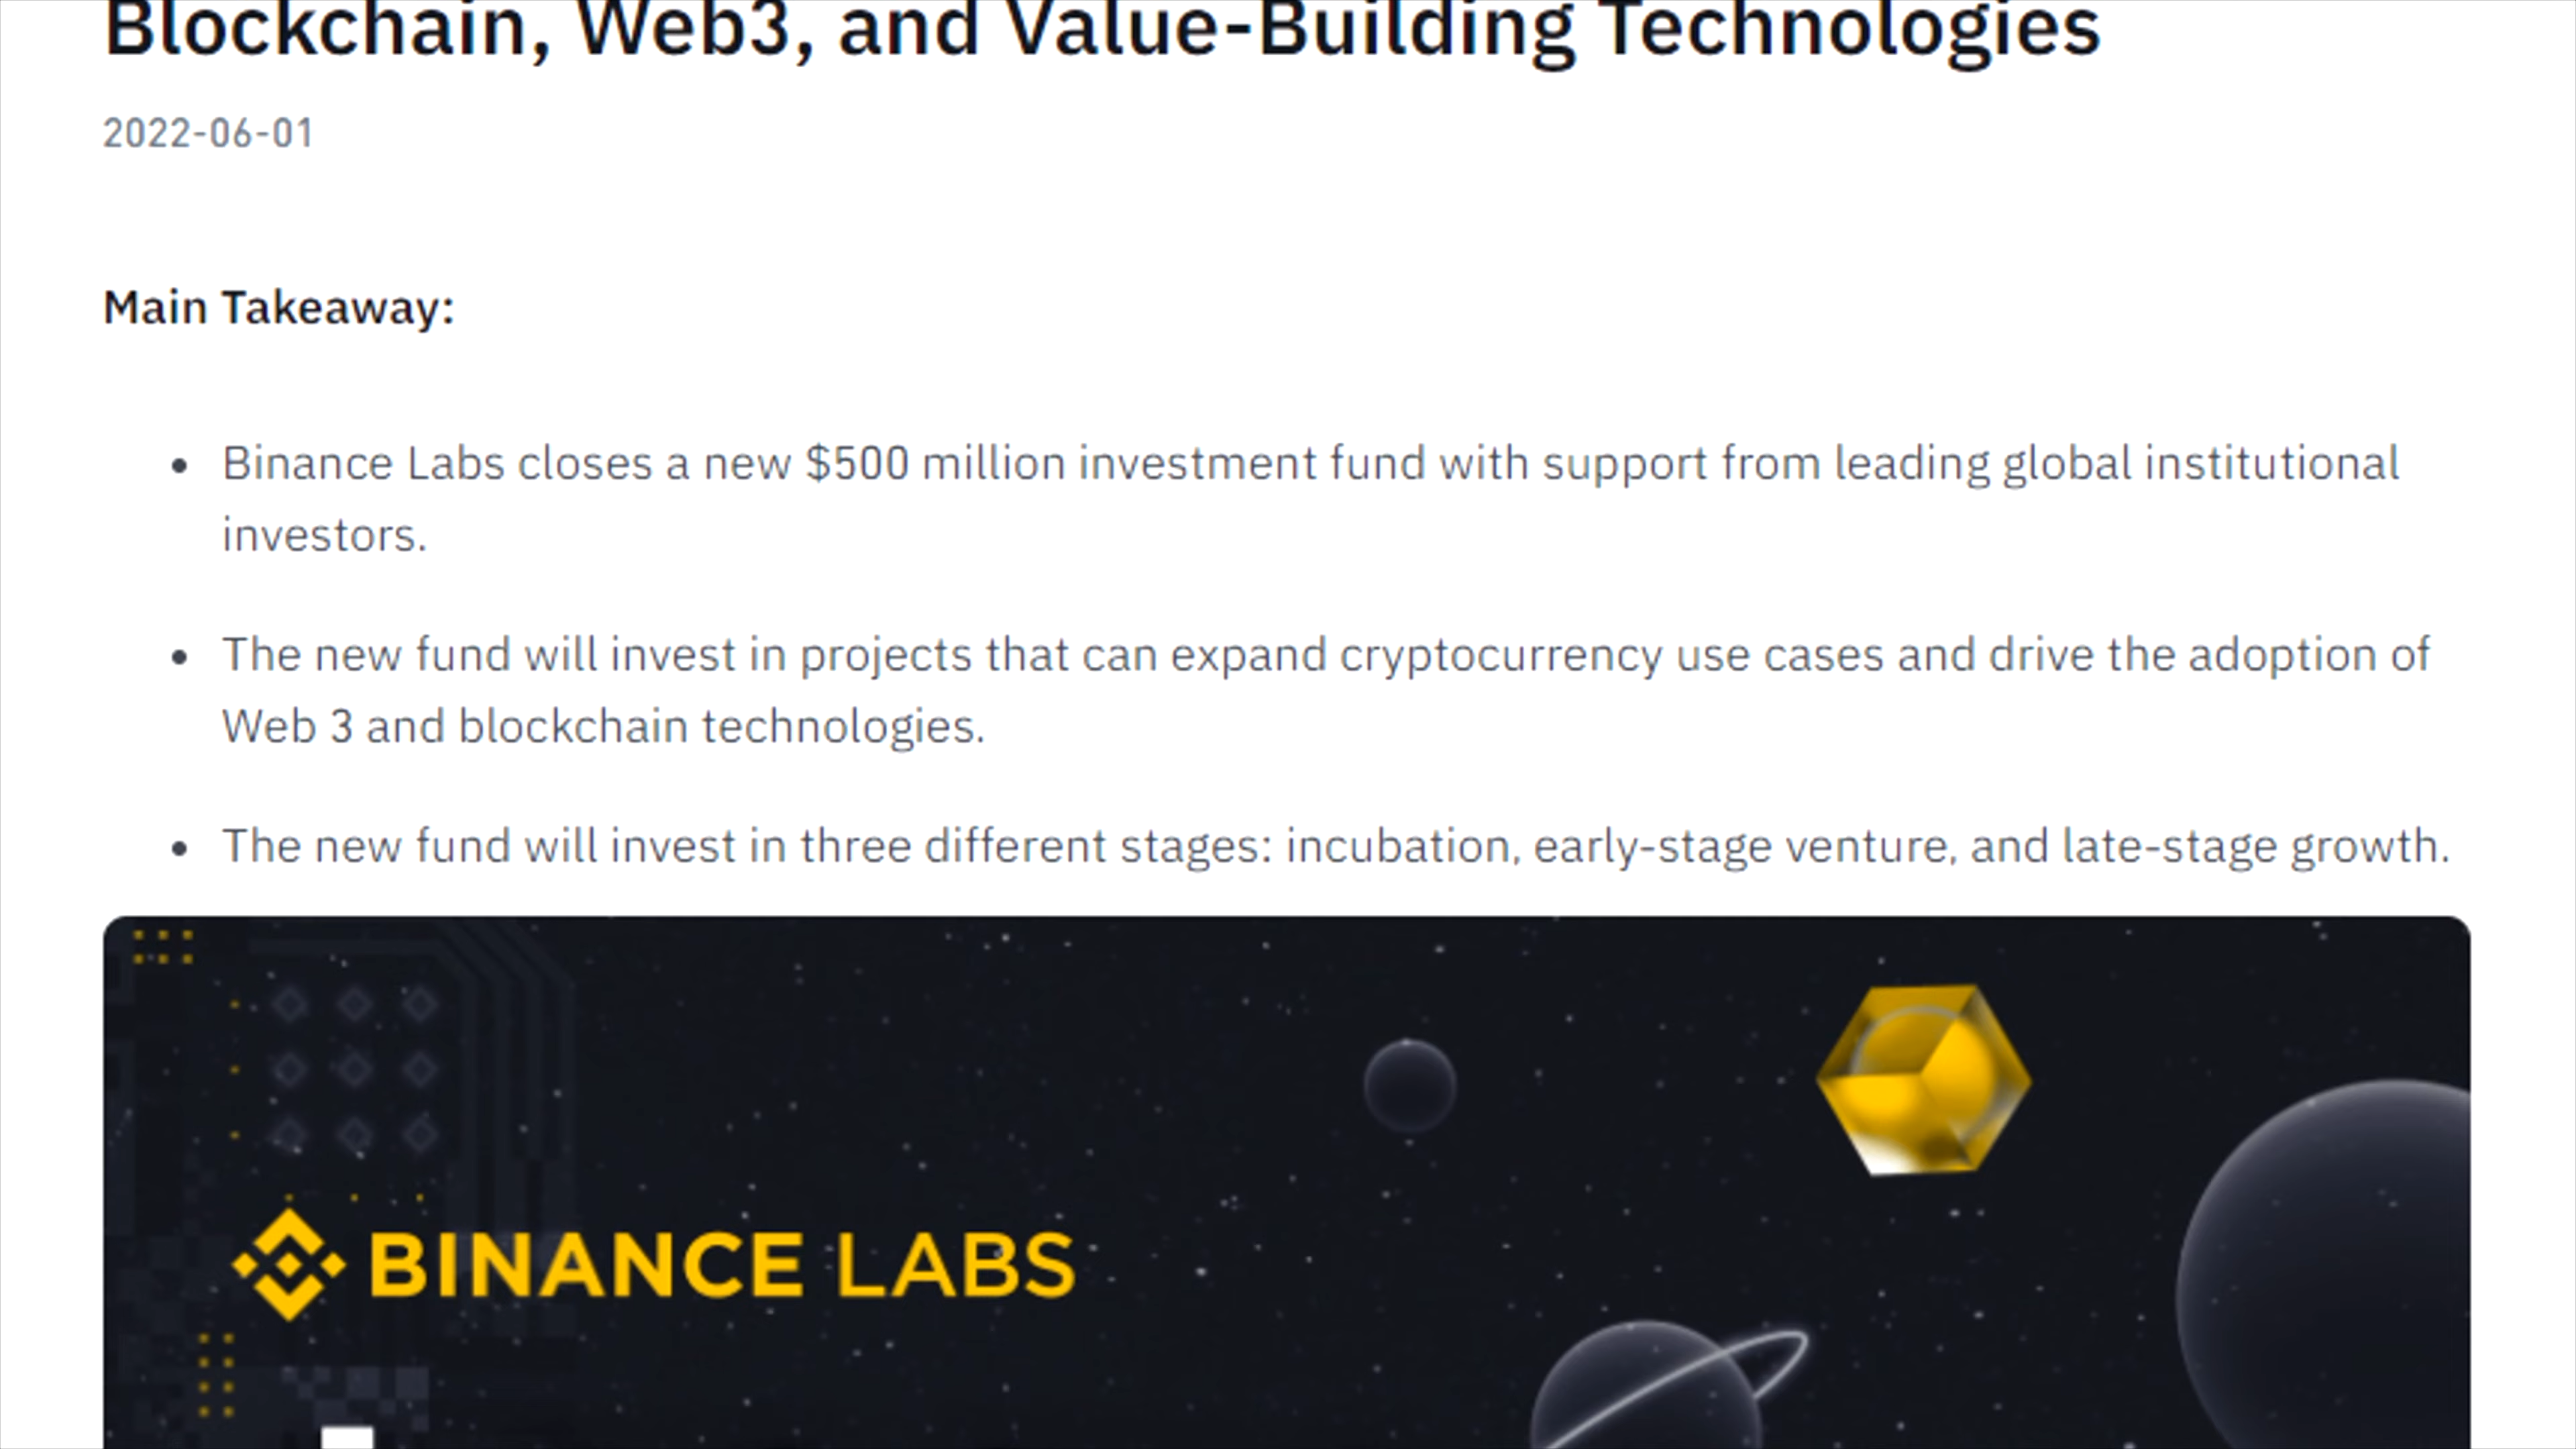 Blockchain, Web3, and Value-Building Technologies
2022-06-01
Main Takeaway:
Binance Labs closes a new $500 million investment fund with support from leading global institutional
investors.
The new fund will invest in projects that can expand cryptocurrency use cases and drive the adoption of
Web 3 and blockchain technologies.
The new fund will invest in three different stages: incubation, early-stage venture, and late-stage growth.
BINANCE LABS